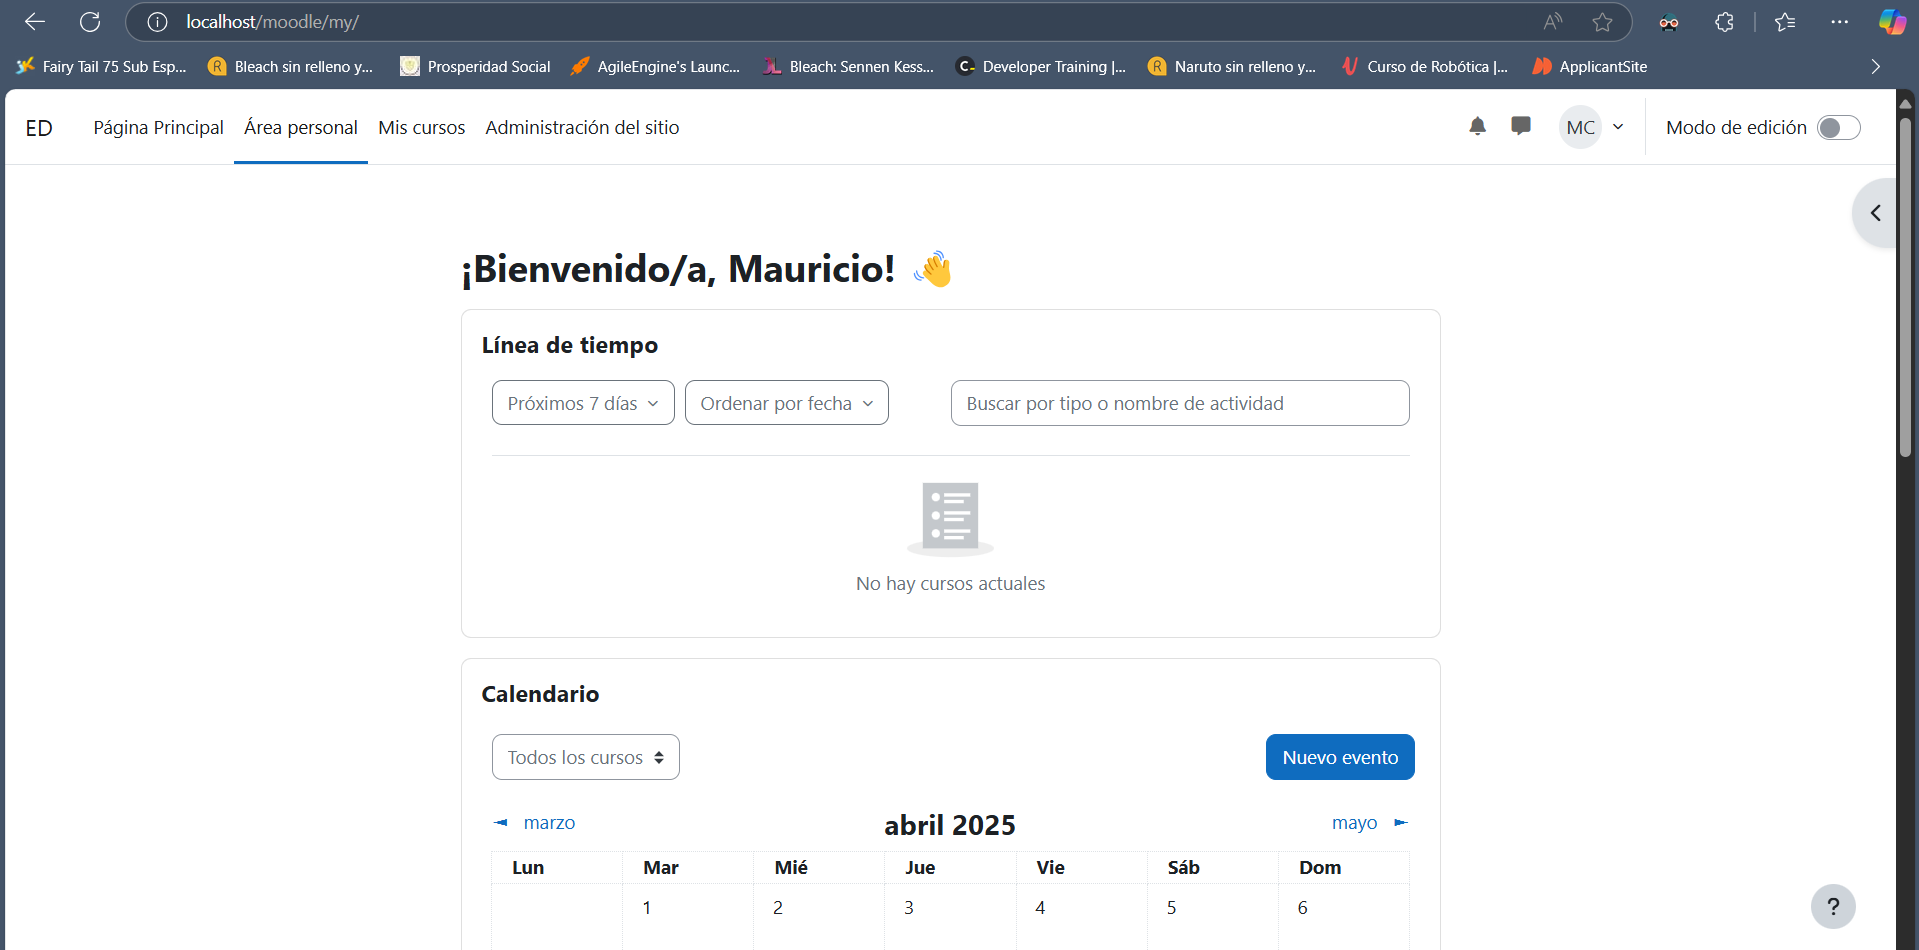 localhost/moodle/my/
Fairy Tail 75 Sub Esp... Bleach sin relleno y... Prosperidad Social AgileEngine's Launc... Bleach: Sennen Kess... Developer Training |... Naruto sin relleno y... Curso de Robótica |... ApplicantSite
ED Página Principal Área personal Mis cursos Administración del sitio MC Modo de edición
¡Bienvenido/a, Mauricio! 👋
Línea de tiempo
Próximos 7 días Ordenar por fecha Buscar por tipo o nombre de actividad
No hay cursos actuales
Calendario
Todos los cursos Nuevo evento
◄ marzo abril 2025 mayo ►
Lun Mar Mié Jue Vie Sáb Dom
1 2 3 4 5 6
?